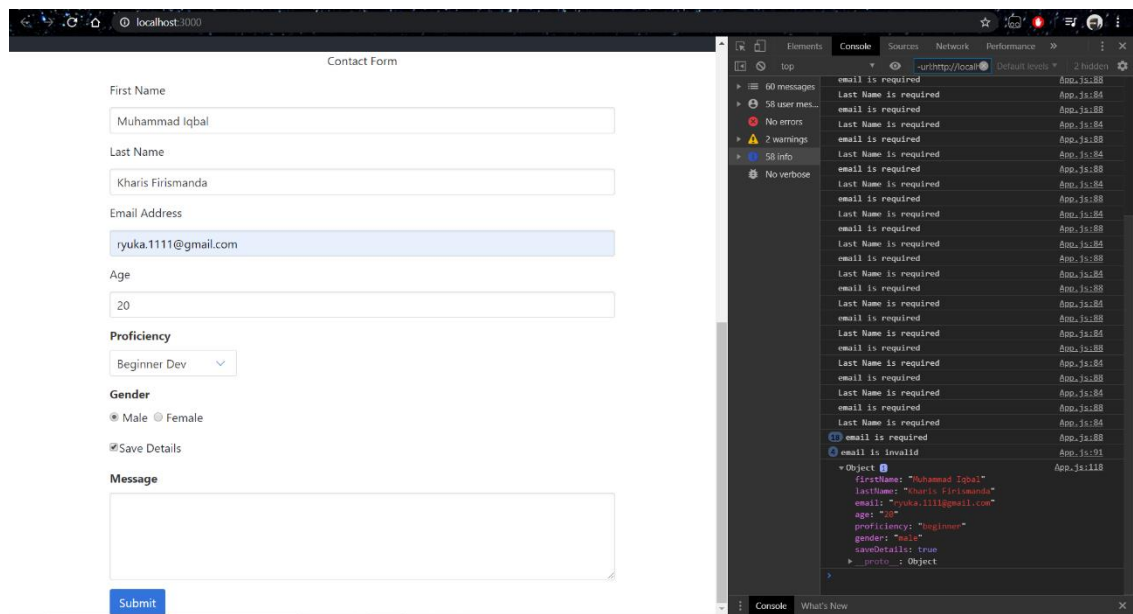 localhost:3000
Contact Form
First Name
Muhammad Iqbal
Last Name
Kharis Firismanda
Email Address
ryuka.1111@gmail.com
Age
20
Proficiency
Beginner Dev
Gender
Male Female
Save Details
Message
Submit
Elements Console Sources Network Performance »
top -url:http://localh Default levels 2 hidden
60 messages
58 user mes...
No errors
2 warnings
58 info
No verbose
email is required App.js:88
Last Name is required App.js:84
email is required App.js:88
Last Name is required App.js:84
email is required App.js:88
Last Name is required App.js:84
email is required App.js:88
Last Name is required App.js:84
email is required App.js:88
Last Name is required App.js:84
email is required App.js:88
Last Name is required App.js:84
email is required App.js:88
Last Name is required App.js:84
email is required App.js:88
Last Name is required App.js:84
email is required App.js:88
Last Name is required App.js:84
email is required App.js:88
Last Name is required App.js:84
email is required App.js:88
Last Name is required App.js:84
email is required App.js:88
Last Name is required App.js:84
email is required App.js:88
4 email is invalid App.js:91
Object App.js:118
firstName: "Muhammad Iqbal"
lastName: "Kharis Firismanda"
email: "ryuka.1111@gmail.com"
age: "20"
proficiency: "beginner"
gender: "male"
saveDetails: true
__proto__: Object
Console What's New